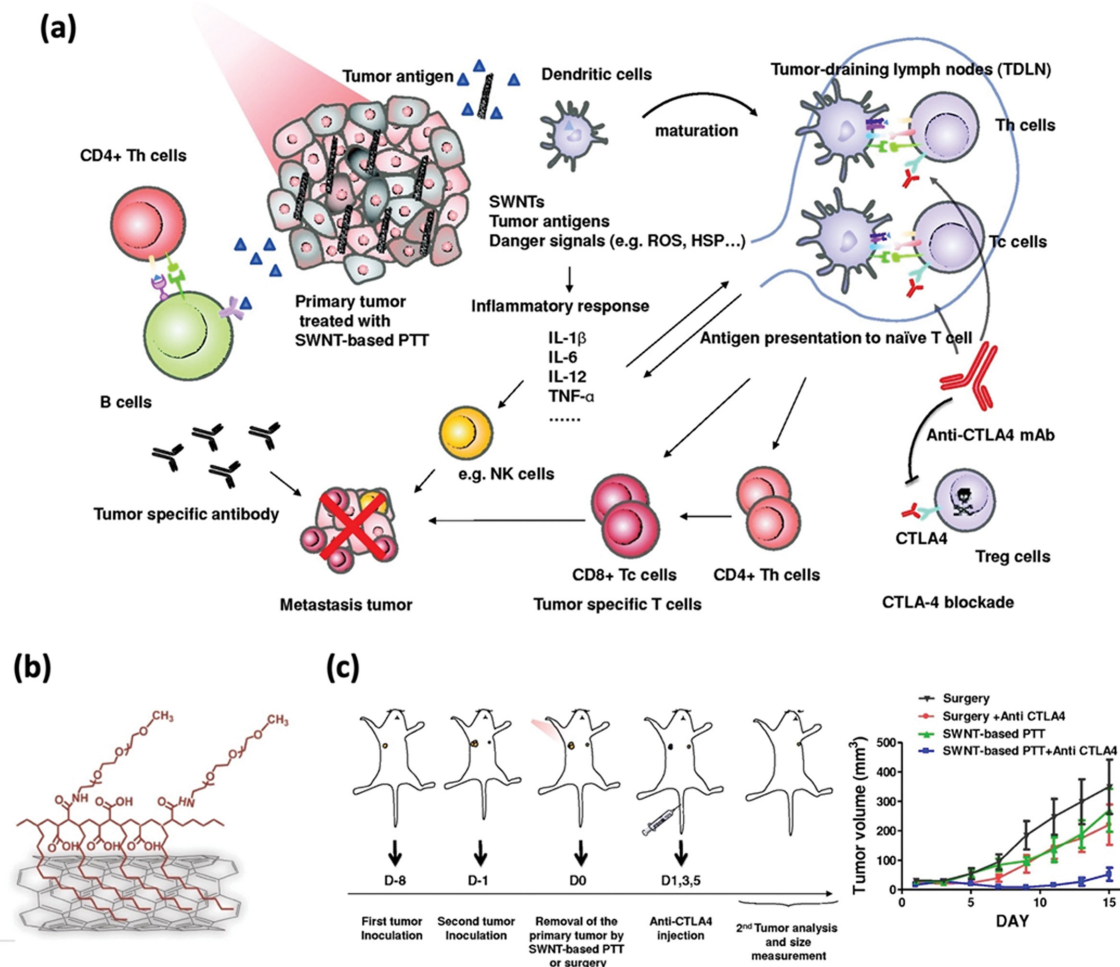 (a)
Tumor antigen
Dendritic cells
Tumor-draining lymph nodes (TDLN)
maturation
Th cells
CD4+ Th cells
SWNTs
Tumor antigens
Danger signals (e.g. ROS, HSP...)
Tc cells
Primary tumor
treated with
SWNT-based PTT
Inflammatory response
IL-1β
IL-6
IL-12
TNF-α
......
Antigen presentation to naïve T cell
B cells
Anti-CTLA4 mAb
e.g. NK cells
Tumor specific antibody
CTLA4
Treg cells
CD8+ Tc cells
CD4+ Th cells
Metastasis tumor
Tumor specific T cells
CTLA-4 blockade
(b)
CH3
CH3
O
O
O
O
O
O
O
NH
O
OH
O
HN
O
OH
O
OH
O
OH
(c)
D-8
D-1
D0
D1,3,5
First tumor
Inoculation
Second tumor
Inoculation
Removal of the
primary tumor by
SWNT-based PTT
or surgery
Anti-CTLA4
injection
2nd Tumor analysis
and size
measurement
Surgery
Surgery +Anti CTLA4
SWNT-based PTT
SWNT-based PTT+Anti CTLA4
Tumor volume (mm3)
500
400
300
200
100
0
0
5
10
15
DAY